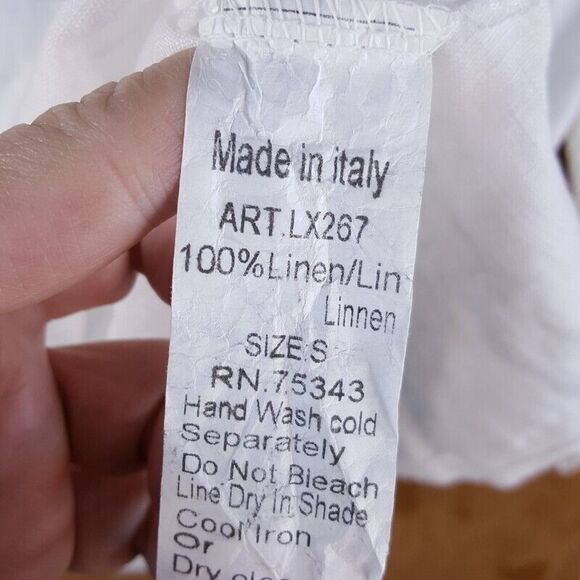 Made in italy
ART.LX267
100%Linen/Lin
Linnen
SIZE:S
RN.75343
Hand Wash cold
Separately
Do Not Bleach
Line Dry In Shade
Cool Iron
Or
Dry